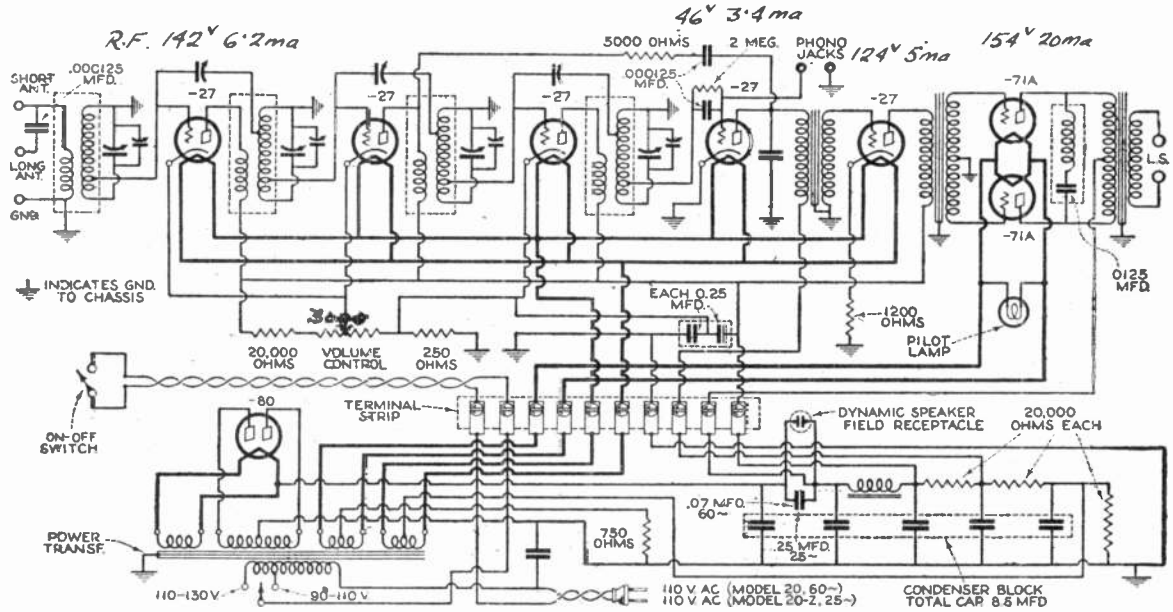 R.F. 142V 6.2ma
46V 3.4ma
124V 5ma
154V 20ma
SHORT
ANT.
.000125
MFD.
LONG
ANT.
GND.
-27
-27
-27
3000 OHMS
2 MEG.
.000125
MFD.
-27
PHONO
JACKS
-27
-71A
-71A
L.S.
0125
MFD.
INDICATES GND.
TO CHASSIS
20,000
OHMS
VOLUME
CONTROL
250
OHMS
EACH 0.25
MFD.
1200
OHMS
PILOT
LAMP
ON-OFF
SWITCH
-80
TERMINAL
STRIP
DYNAMIC SPEAKER
FIELD RECEPTACLE
20,000
OHMS EACH
.07 MFD.
60~
.25 MFD.
25~
POWER
TRANSF.
750
OHMS
110-130 V.
90-110 V.
110 V. AC (MODEL 20, 60~)
110 V. AC (MODEL 20-Z, 25~)
CONDENSER BLOCK
TOTAL CAP. 8.5 MFD